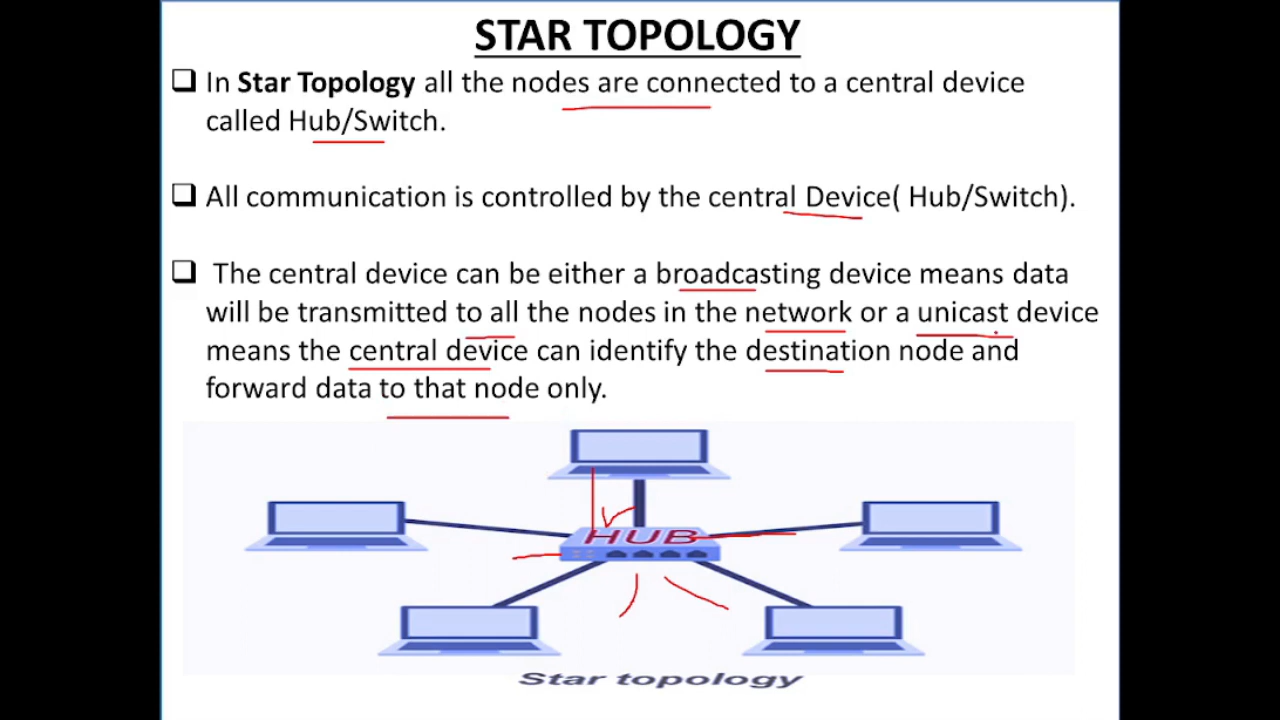 STAR TOPOLOGY
In Star Topology all the nodes are connected to a central device
called Hub/Switch.
All communication is controlled by the central Device( Hub/Switch).
The central device can be either a broadcasting device means data
will be transmitted to all the nodes in the network or a unicast device
means the central device can identify the destination node and
forward data to that node only.
HUB
Star topology